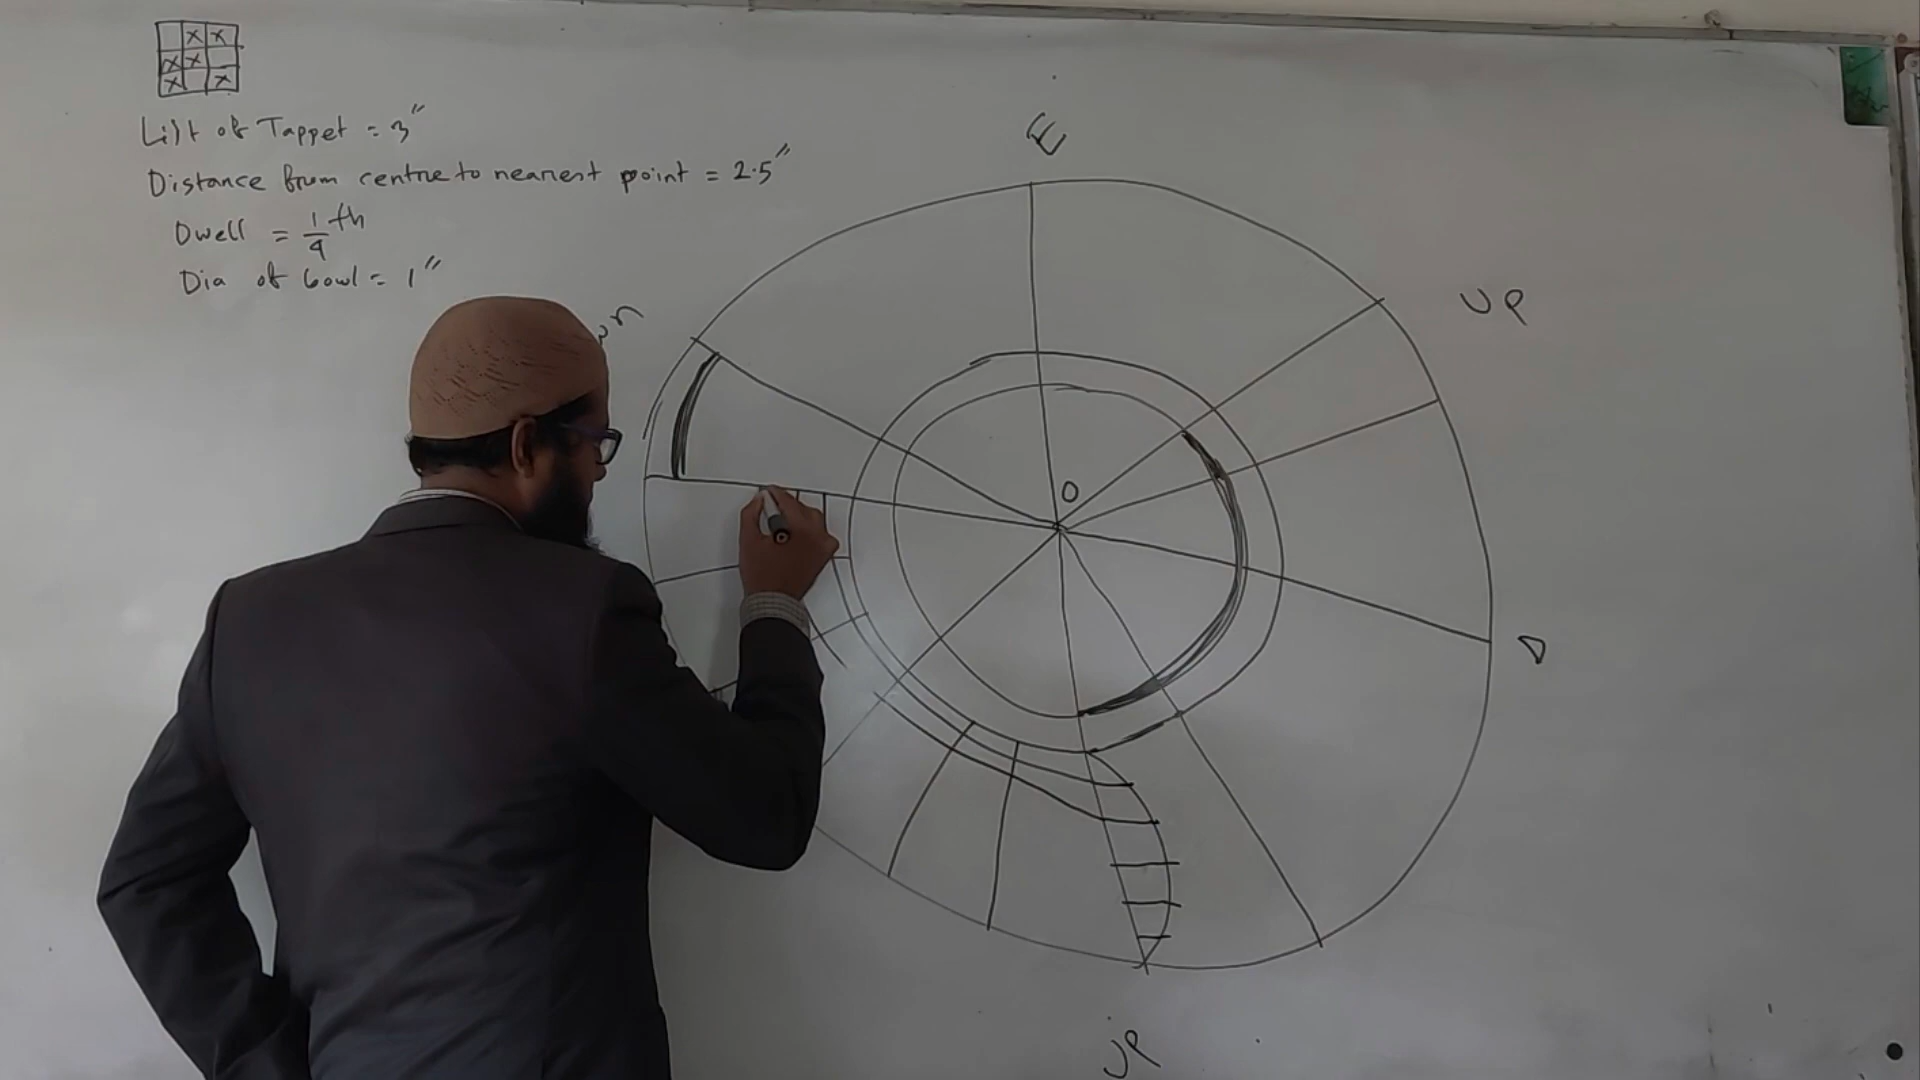 x x
x x
x x
Lift of Tappet = 3"
Distance from centre to nearest point = 2.5"
Dwell = 1/4 th
Dia of bowl = 1"
E
UP
O
D
UP